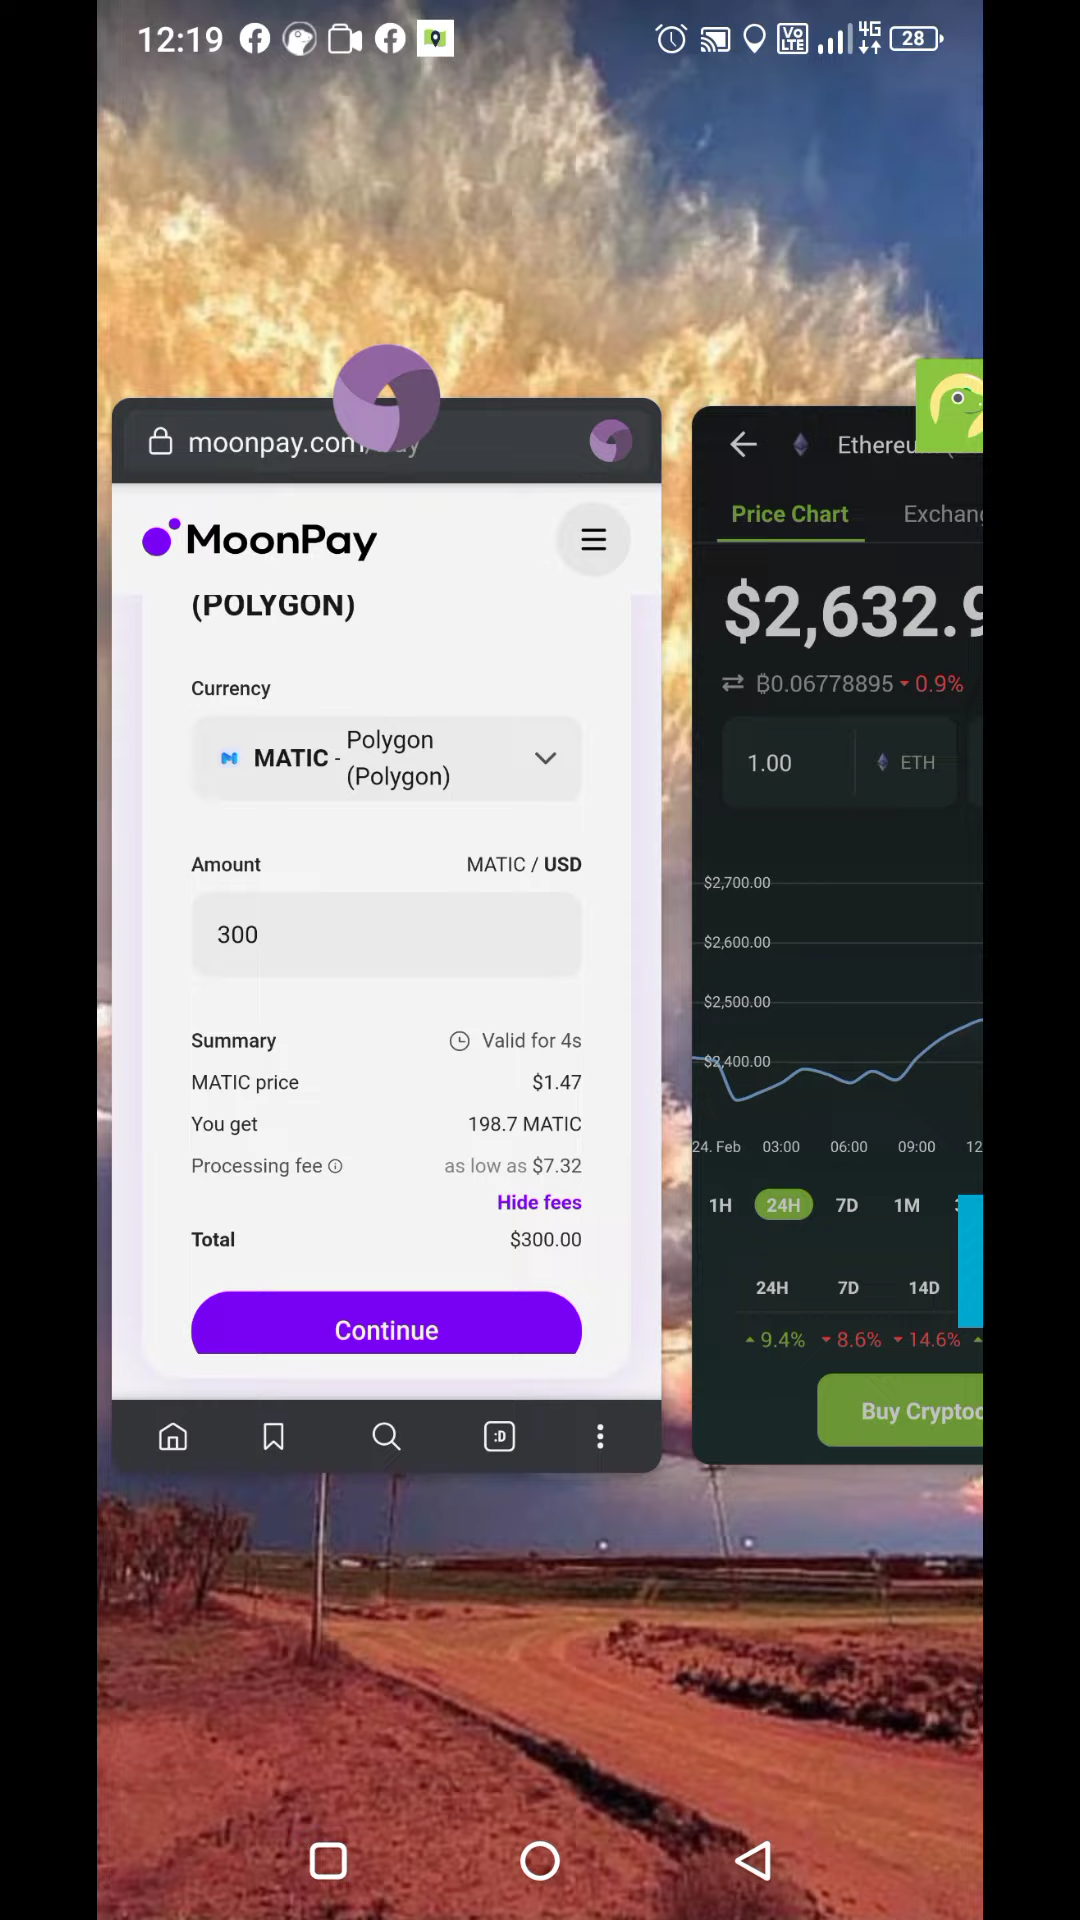 12:19
VoLTE 4G 28
moonpay.com
MoonPay
(POLYGON)
Currency
MATIC - Polygon
(Polygon)
Amount MATIC / USD
300
Summary Valid for 4s
MATIC price $1.47
You get 198.7 MATIC
Processing fee as low as $7.32
Hide fees
Total $300.00
Continue
:D
Price Chart
$2,632.9
₿0.06778895 0.9%
1.00 ETH
$2,700.00
$2,600.00
$2,500.00
$2,400.00
24. Feb 03:00 06:00 09:00 12
1H 24H 7D 1M
24H 7D 14D
9.4% 8.6% 14.6%